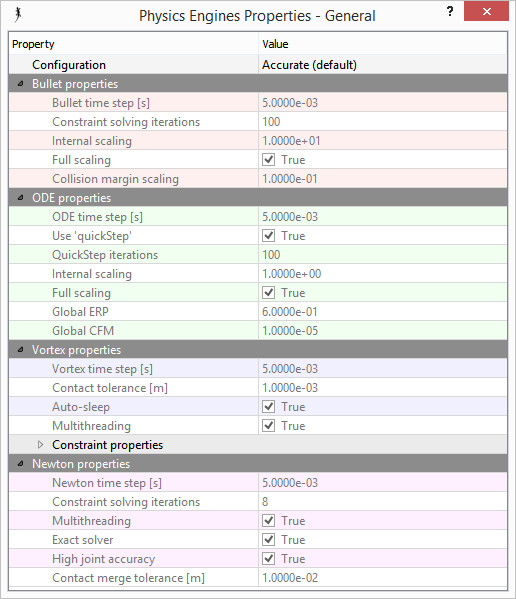 Physics Engines Properties - General
? ×
Property Value
Configuration Accurate (default)
Bullet properties
Bullet time step [s] 5.0000e-03
Constraint solving iterations 100
Internal scaling 1.0000e+01
Full scaling True
Collision margin scaling 1.0000e-01
ODE properties
ODE time step [s] 5.0000e-03
Use 'quickStep' True
QuickStep iterations 100
Internal scaling 1.0000e+00
Full scaling True
Global ERP 6.0000e-01
Global CFM 1.0000e-05
Vortex properties
Vortex time step [s] 5.0000e-03
Contact tolerance [m] 1.0000e-03
Auto-sleep True
Multithreading True
Constraint properties
Newton properties
Newton time step [s] 5.0000e-03
Constraint solving iterations 8
Multithreading True
Exact solver True
High joint accuracy True
Contact merge tolerance [m] 1.0000e-02